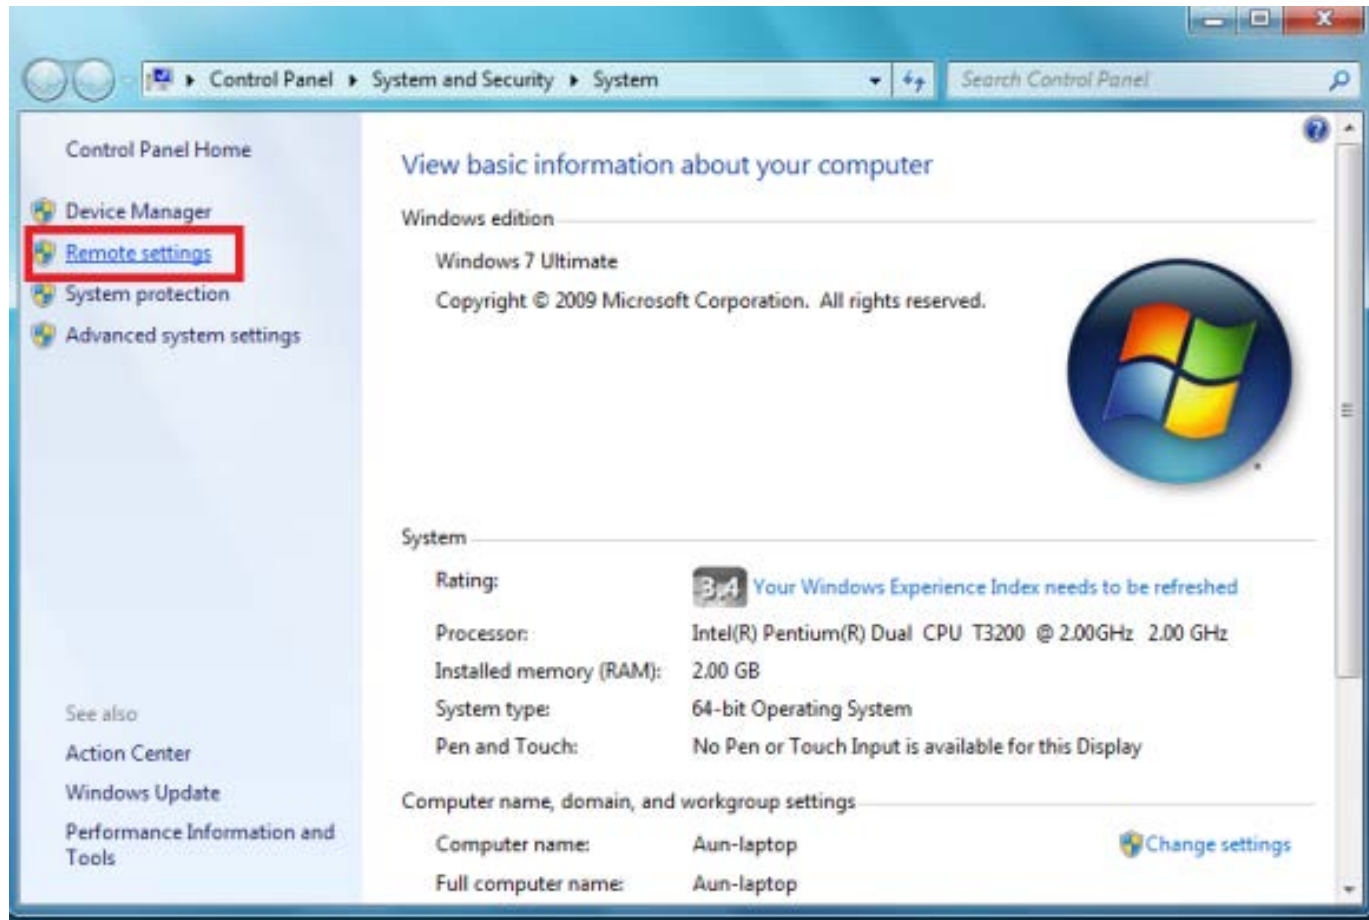 Control Panel ▸ System and Security ▸ System
Search Control Panel
Control Panel Home
Device Manager
Remote settings
System protection
Advanced system settings
See also
Action Center
Windows Update
Performance Information and
Tools
View basic information about your computer
Windows edition
Windows 7 Ultimate
Copyright © 2009 Microsoft Corporation. All rights reserved.
System
Rating: 3.4 Your Windows Experience Index needs to be refreshed
Processor: Intel(R) Pentium(R) Dual CPU T3200 @ 2.00GHz 2.00 GHz
Installed memory (RAM): 2.00 GB
System type: 64-bit Operating System
Pen and Touch: No Pen or Touch Input is available for this Display
Computer name, domain, and workgroup settings
Computer name: Aun-laptop Change settings
Full computer name: Aun-laptop